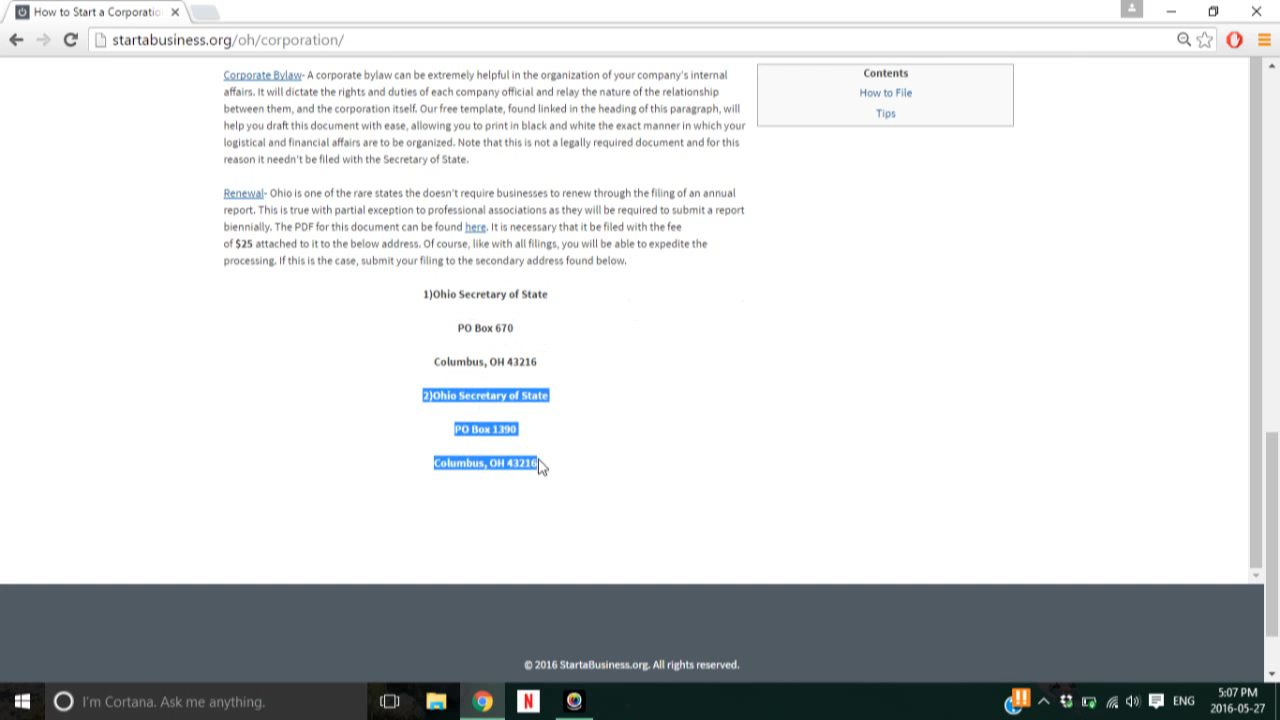 How to Start a Corporatio
startabusiness.org/oh/corporation/
Corporate Bylaw- A corporate bylaw can be extremely helpful in the organization of your company's internal
affairs. It will dictate the rights and duties of each company official and relay the nature of the relationship
between them, and the corporation itself. Our free template, found linked in the heading of this paragraph, will
help you draft this document with ease, allowing you to print in black and white the exact manner in which your
logistical and financial affairs are to be organized. Note that this is not a legally required document and for this
reason it needn't be filed with the Secretary of State.
Renewal- Ohio is one of the rare states the doesn't require businesses to renew through the filing of an annual
report. This is true with partial exception to professional associations as they will be required to submit a report
biennially. The PDF for this document can be found here. It is necessary that it be filed with the fee
of $25 attached to it to the below address. Of course, like with all filings, you will be able to expedite the
processing. If this is the case, submit your filing to the secondary address found below.
1)Ohio Secretary of State
PO Box 670
Columbus, OH 43216
2)Ohio Secretary of State
PO Box 1390
Columbus, OH 43216
Contents
How to File
Tips
© 2016 StartaBusiness.org. All rights reserved.
I'm Cortana. Ask me anything.
N
ENG
5:07 PM
2016-05-27